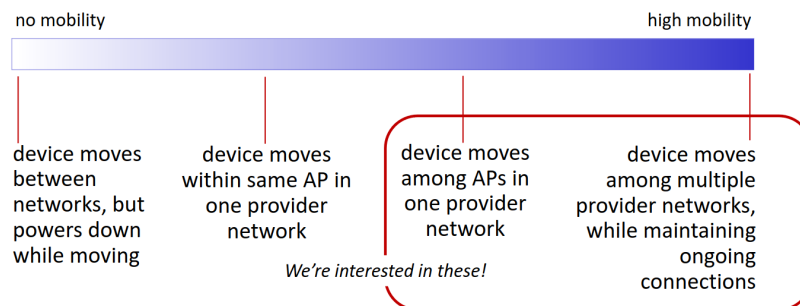 no mobility
high mobility
device moves
between
networks, but
powers down
while moving
device moves
within same AP in
one provider
network
device moves
among APs in
one provider
network
device moves
among multiple
provider networks,
while maintaining
ongoing
connections
We're interested in these!